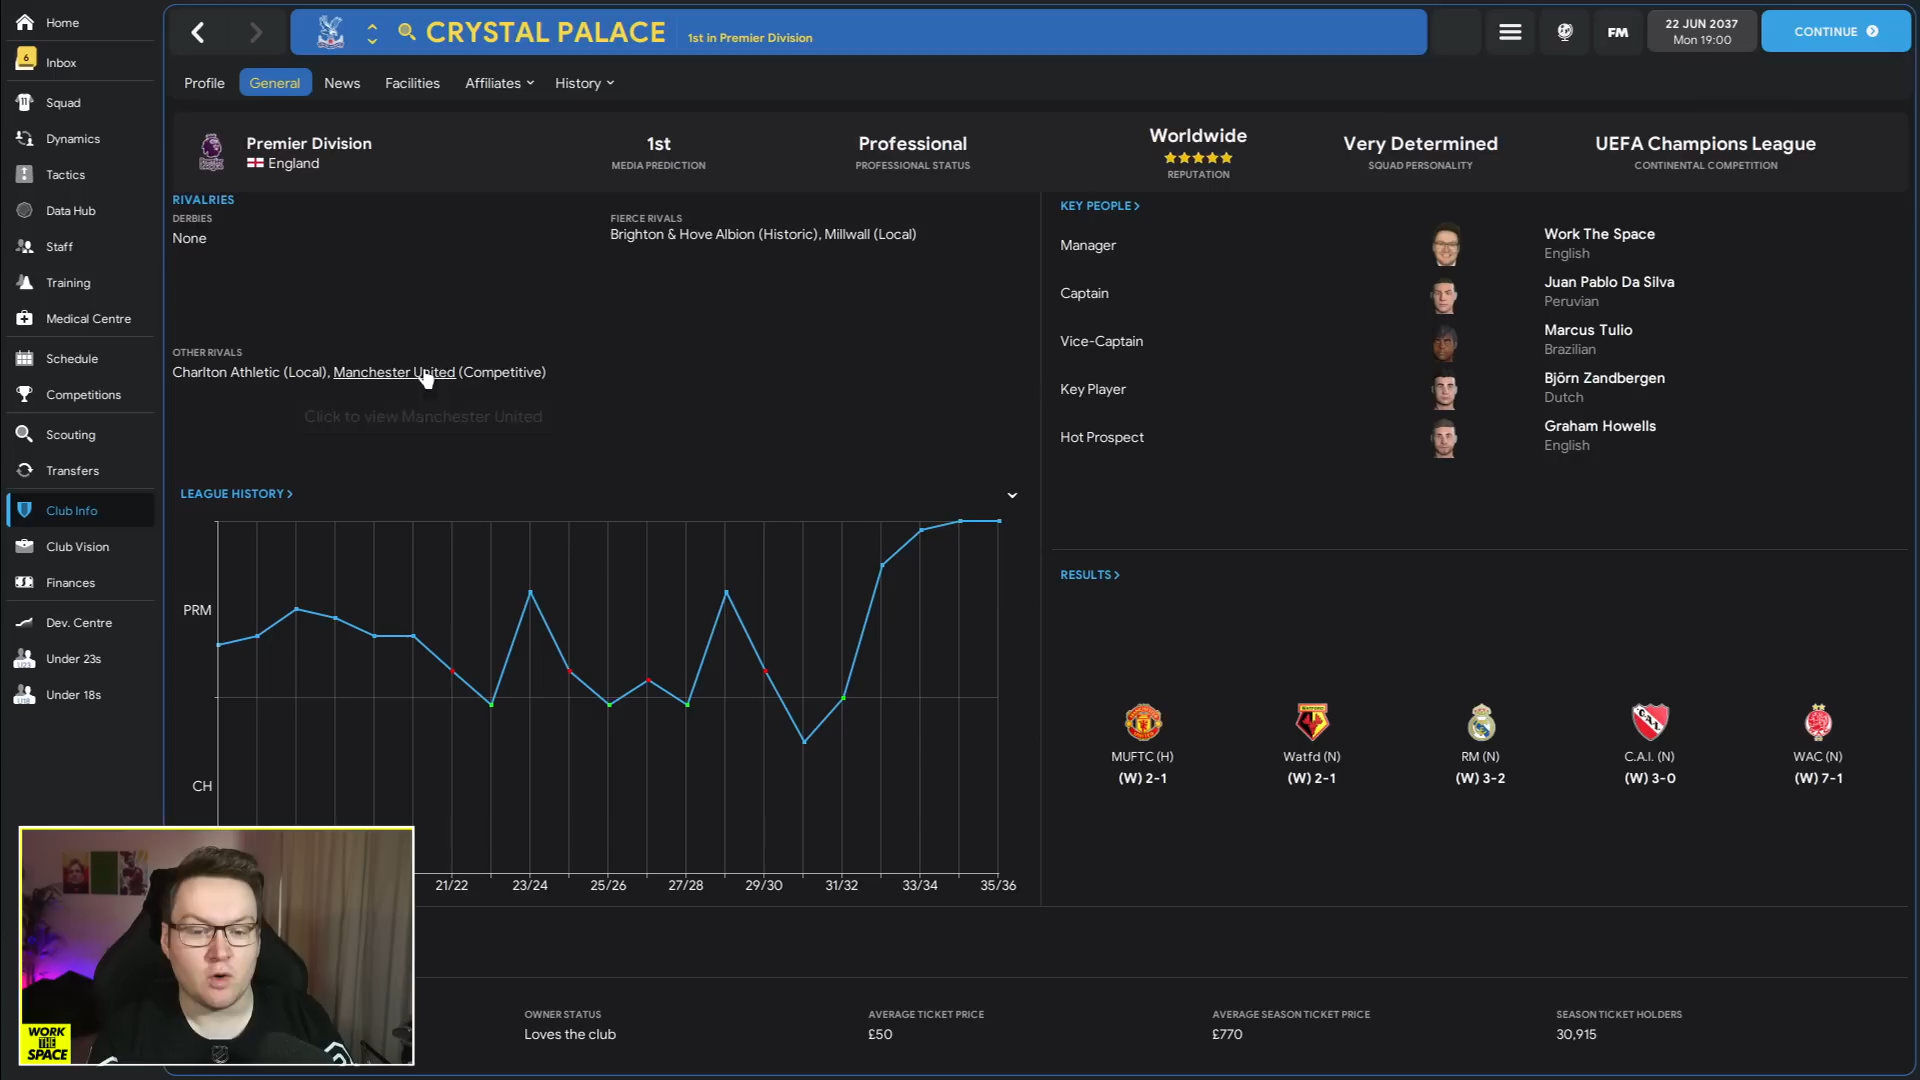 Home
6
Inbox
Squad
Dynamics
Tactics
Data Hub
Staff
Training
Medical Centre
Schedule
Competitions
Scouting
Transfers
Club Info
Club Vision
Finances
Dev. Centre
Under 23s
Under 18s
CRYSTAL PALACE
1st in Premier Division
FM
22 JUN 2037
Mon 19:00
CONTINUE
Profile
General
News
Facilities
Affiliates
History
Premier Division
England
1st
MEDIA PREDICTION
Professional
PROFESSIONAL STATUS
Worldwide
REPUTATION
Very Determined
SQUAD PERSONALITY
UEFA Champions League
CONTINENTAL COMPETITION
RIVALRIES
DERBIES
None
FIERCE RIVALS
Brighton & Hove Albion (Historic), Millwall (Local)
OTHER RIVALS
Charlton Athletic (Local), Manchester United (Competitive)
Click to view Manchester United
KEY PEOPLE >
Manager
Work The Space
English
Captain
Juan Pablo Da Silva
Peruvian
Vice-Captain
Marcus Tulio
Brazilian
Key Player
Björn Zandbergen
Dutch
Hot Prospect
Graham Howells
English
LEAGUE HISTORY >
PRM
CH
21/22
23/24
25/26
27/28
29/30
31/32
33/34
35/36
RESULTS >
MUFTC (H)
(W) 2-1
Watfd (N)
(W) 2-1
RM (N)
(W) 3-2
C.A.I. (N)
(W) 3-0
WAC (N)
(W) 7-1
OWNER STATUS
Loves the club
AVERAGE TICKET PRICE
£50
AVERAGE SEASON TICKET PRICE
£770
SEASON TICKET HOLDERS
30,915
WORK
THE
SPACE